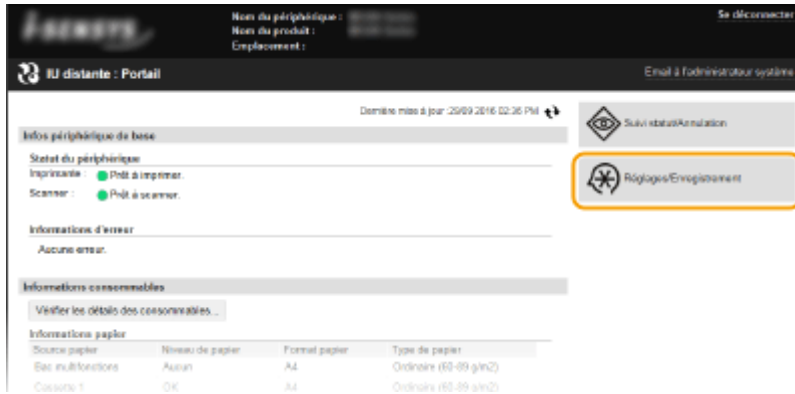 i-SENSYS
Nom du périphérique :
Nom du produit :
Emplacement :
Se déconnecter
IU distante : Portail
Email à l'administrateur système
Dernière mise à jour :29/09 2016 02:36 PM
Infos périphérique de base
Statut du périphérique
Imprimante : Prêt à imprimer.
Scanner : Prêt à scanner.
Informations d'erreur
Aucune erreur.
Informations consommables
Vérifier les détails des consommables...
Informations papier
Source papier Niveau de papier Format papier Type de papier
Bac multifonctions Aucun A4 Ordinaire (60-89 g/m2)
Cassette 1 OK A4 Ordinaire (60-89 g/m2)
Suivi statut/Annulation
Réglages/Enregistrement